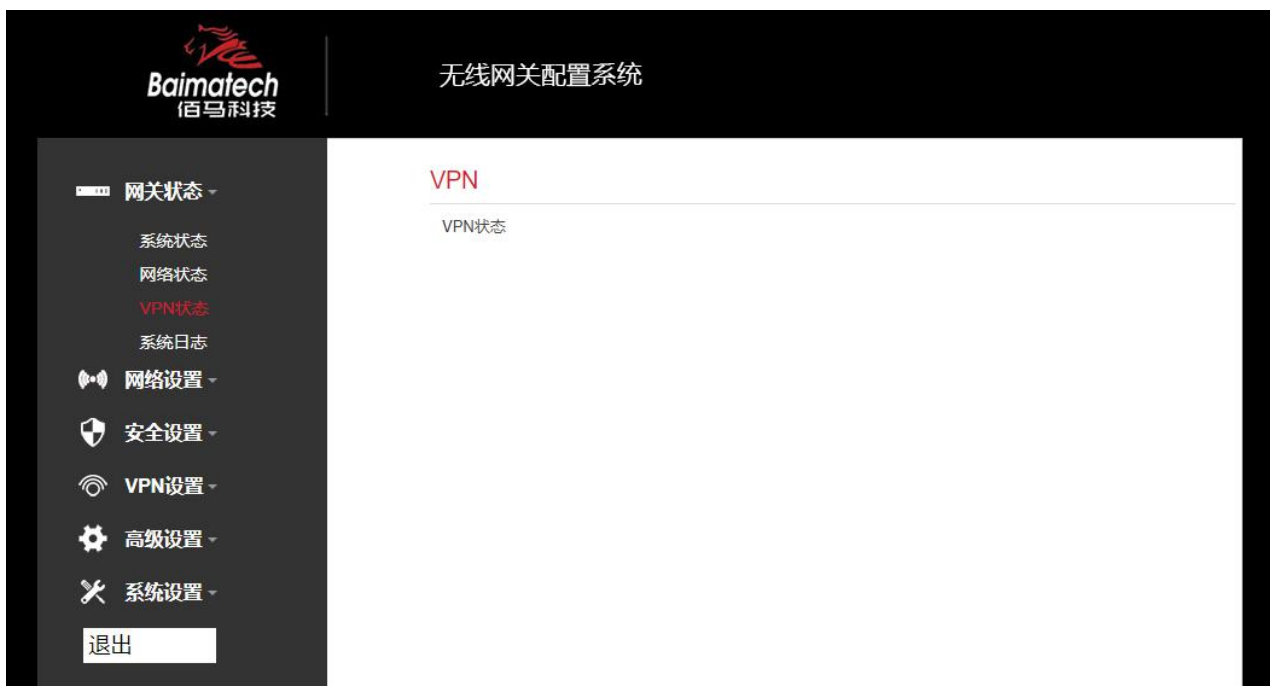 Baimatech
佰马科技
无线网关配置系统
网关状态
系统状态
网络状态
VPN状态
系统日志
网络设置
安全设置
VPN设置
高级设置
系统设置
退出
VPN
VPN状态